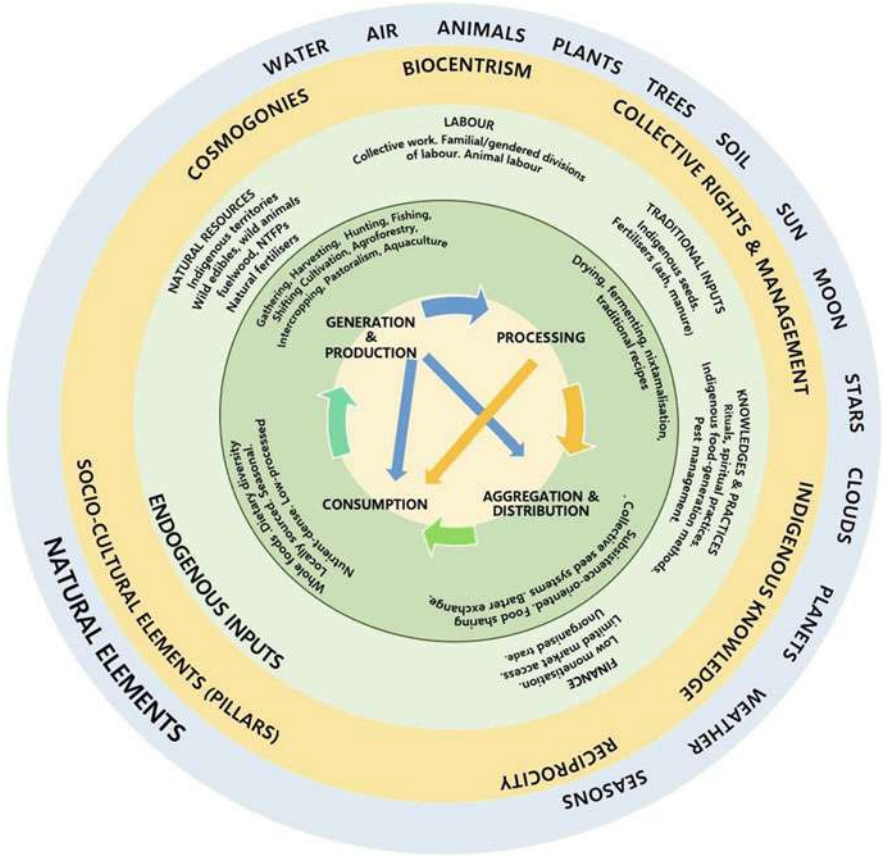 WATER AIR ANIMALS PLANTS TREES SOIL SUN MOON STARS CLOUDS PLANETS WEATHER SEASONS
NATURAL ELEMENTS
COSMOGONIES
BIOCENTRISM
COLLECTIVE RIGHTS & MANAGEMENT
INDIGENOUS KNOWLEDGE
RECIPROCITY
SOCIO-CULTURAL ELEMENTS (PILLARS)
LABOUR
Collective work. Familial/gendered divisions
of labour. Animal labour
TRADITIONAL INPUTS
Indigenous seeds.
Fertilisers (ash, manure)
KNOWLEDGES & PRACTICES
Rituals, spiritual practices.
Indigenous food-generation methods.
Pest management.
FINANCE
Low monetisation.
Limited market access.
Unorganised trade.
ENDOGENOUS INPUTS
NATURAL RESOURCES
Indigenous territories
Wild edibles, wild animals
fuelwood, NTFPs
Natural fertilisers
Gathering, Harvesting, Hunting, Fishing,
Shifting Cultivation, Agroforestry,
Intercropping, Pastoralism, Aquaculture
Drying, fermenting, nixtamalisation,
traditional recipes
Subsistence-oriented. Food sharing
. Collective seed systems. Barter exchange.
Whole foods. Dietary diversity
Locally sourced. Seasonal.
Nutrient-dense. Low-processed
GENERATION
&
PRODUCTION
PROCESSING
CONSUMPTION
AGGREGATION &
DISTRIBUTION